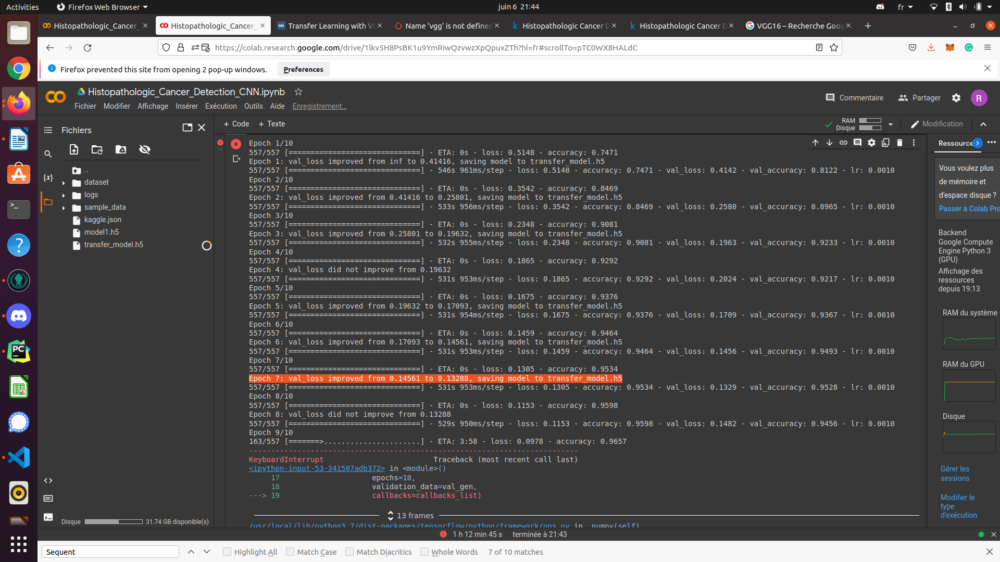 Activities
Firefox Web Browser
juin 6 21:44
fr
Histopathologic_Cancer_
Histopathologic_Cancer_
Transfer Learning with VG
Name 'vgg' is not defined
Histopathologic Cancer D
Histopathologic Cancer D
VGG16 – Recherche Goog
https://colab.research.google.com/drive/1lkv5H8PsBK1u9YmRiwQzvwzXpQpuxZTh?hl=fr#scrollTo=pTC0WX8HALdC
Firefox prevented this site from opening 2 pop-up windows.
Preferences
Histopathologic_Cancer_Detection_CNN.ipynb
Commentaire
Partager
R
Fichier Modifier Affichage Insérer Exécution Outils Aide Enregistrement...
Fichiers
+ Code + Texte
RAM
Disque
Modification
..
dataset
logs
sample_data
kaggle.json
model1.h5
transfer_model.h5
{x}
Disque
31.74 GB disponible(s)
1 h
Epoch 1/10
557/557 [==============================] - ETA: 0s - loss: 0.5148 - accuracy: 0.7471
Epoch 1: val_loss improved from inf to 0.41416, saving model to transfer_model.h5
557/557 [==============================] - 546s 961ms/step - loss: 0.5148 - accuracy: 0.7471 - val_loss: 0.4142 - val_accuracy: 0.8122 - lr: 0.0010
Epoch 2/10
557/557 [==============================] - ETA: 0s - loss: 0.3542 - accuracy: 0.8469
Epoch 2: val_loss improved from 0.41416 to 0.25801, saving model to transfer_model.h5
557/557 [==============================] - 533s 956ms/step - loss: 0.3542 - accuracy: 0.8469 - val_loss: 0.2580 - val_accuracy: 0.8965 - lr: 0.0010
Epoch 3/10
557/557 [==============================] - ETA: 0s - loss: 0.2348 - accuracy: 0.9081
Epoch 3: val_loss improved from 0.25801 to 0.19632, saving model to transfer_model.h5
557/557 [==============================] - 532s 955ms/step - loss: 0.2348 - accuracy: 0.9081 - val_loss: 0.1963 - val_accuracy: 0.9233 - lr: 0.0010
Epoch 4/10
557/557 [==============================] - ETA: 0s - loss: 0.1865 - accuracy: 0.9292
Epoch 4: val_loss did not improve from 0.19632
557/557 [==============================] - 531s 953ms/step - loss: 0.1865 - accuracy: 0.9292 - val_loss: 0.2024 - val_accuracy: 0.9217 - lr: 0.0010
Epoch 5/10
557/557 [==============================] - ETA: 0s - loss: 0.1675 - accuracy: 0.9376
Epoch 5: val_loss improved from 0.19632 to 0.17093, saving model to transfer_model.h5
557/557 [==============================] - 531s 954ms/step - loss: 0.1675 - accuracy: 0.9376 - val_loss: 0.1709 - val_accuracy: 0.9367 - lr: 0.0010
Epoch 6/10
557/557 [==============================] - ETA: 0s - loss: 0.1459 - accuracy: 0.9464
Epoch 6: val_loss improved from 0.17093 to 0.14561, saving model to transfer_model.h5
557/557 [==============================] - 531s 953ms/step - loss: 0.1459 - accuracy: 0.9464 - val_loss: 0.1456 - val_accuracy: 0.9493 - lr: 0.0010
Epoch 7/10
557/557 [==============================] - ETA: 0s - loss: 0.1305 - accuracy: 0.9534
Epoch 7: val_loss improved from 0.14561 to 0.13288, saving model to transfer_model.h5
557/557 [==============================] - 531s 953ms/step - loss: 0.1305 - accuracy: 0.9534 - val_loss: 0.1329 - val_accuracy: 0.9528 - lr: 0.0010
Epoch 8/10
557/557 [==============================] - ETA: 0s - loss: 0.1153 - accuracy: 0.9598
Epoch 8: val_loss did not improve from 0.13288
557/557 [==============================] - 529s 950ms/step - loss: 0.1153 - accuracy: 0.9598 - val_loss: 0.1482 - val_accuracy: 0.9456 - lr: 0.0010
Epoch 9/10
163/557 [=======>......................] - ETA: 3:58 - loss: 0.0978 - accuracy: 0.9657
---------------------------------------------------------------------------
KeyboardInterrupt Traceback (most recent call last)
<ipython-input-53-341507adb372> in <module>()
17 epochs=10,
18 validation_data=val_gen,
---> 19 callbacks=callbacks_list)
13 frames
/usr/local/lib/python3.7/dist-packages/tensorflow/python/framework/ops.py in _numpy(self)
Ressource
Vous voulez plus
de mémoire et
d'espace disque ?
Passer à Colab Pro
Backend
Google Compute
Engine Python 3
(GPU)
Affichage des
ressources
depuis 19:13
RAM du système
RAM du GPU
Disque
Gérer les
sessions
Modifier le
type
d'exécution
1 h 12 min 45 s terminée à 21:43
Sequent
Highlight All
Match Case
Match Diacritics
Whole Words
7 of 10 matches